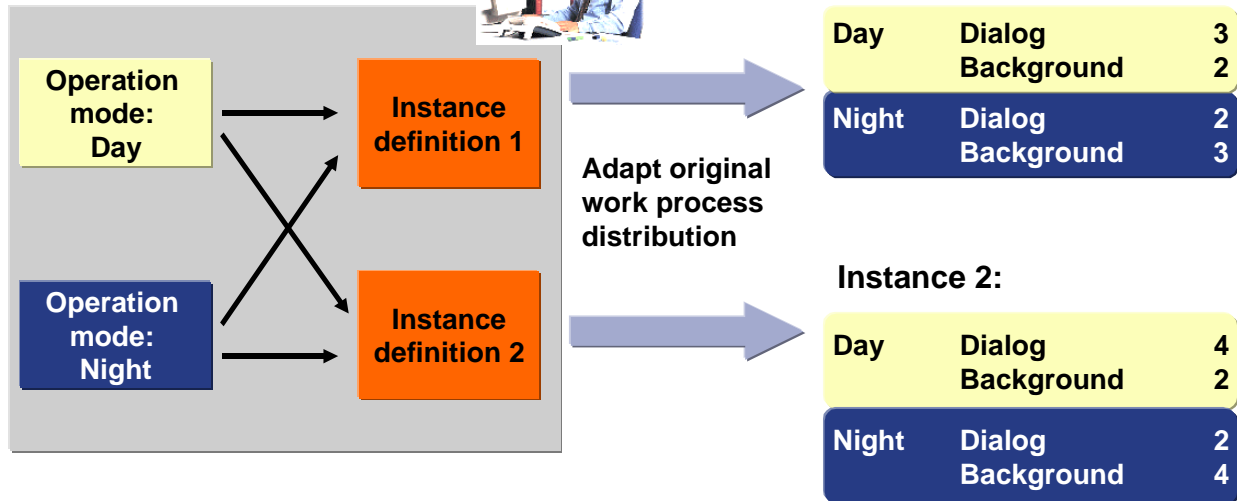 Operation
mode:
Day
Instance
definition 1
Operation
mode:
Night
Instance
definition 2
Adapt original
work process
distribution
Day Dialog 3
Background 2
Night Dialog 2
Background 3
Instance 2:
Day Dialog 4
Background 2
Night Dialog 2
Background 4